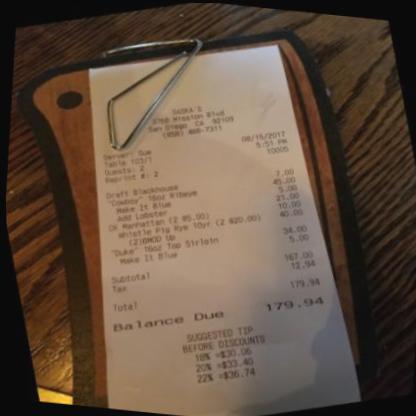 SASKA'S
3768 Mission Blvd
San Diego CA 92109
(858) 488-7311
Server: Sue
08/15/2017
Table 103/1
5:51 PM
Guests: 2
10005
Reprint #: 2
Draft Blackhouse 7.00
"Cowboy" 16oz Ribeye 45.00
Make It Blue 5.00
Add Lobster 21.00
OK Manhattan (2 @5.00) 10.00
Whistle Pig Rye 10yr (2 @20.00) 40.00
(2)@MOD Up
"Duke" 16oz Top Sirloin 34.00
Make It Blue 5.00
Subtotal 167.00
Tax 12.94
Total 179.94
Balance Due 179.94
SUGGESTED TIP
BEFORE DISCOUNTS
18% =$30.06
20% =$33.40
22% =$36.74